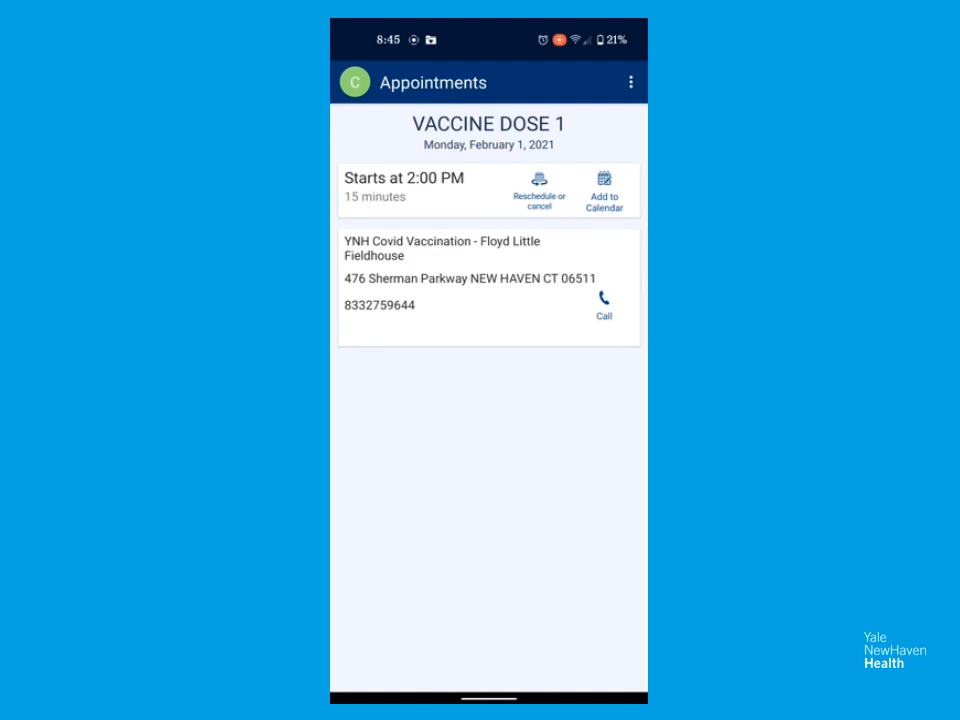 8:45
21%
C
Appointments
VACCINE DOSE 1
Monday, February 1, 2021
Starts at 2:00 PM
15 minutes
Reschedule or
cancel
Add to
Calendar
YNH Covid Vaccination - Floyd Little
Fieldhouse
476 Sherman Parkway NEW HAVEN CT 06511
8332759644
Call
Yale
NewHaven
Health